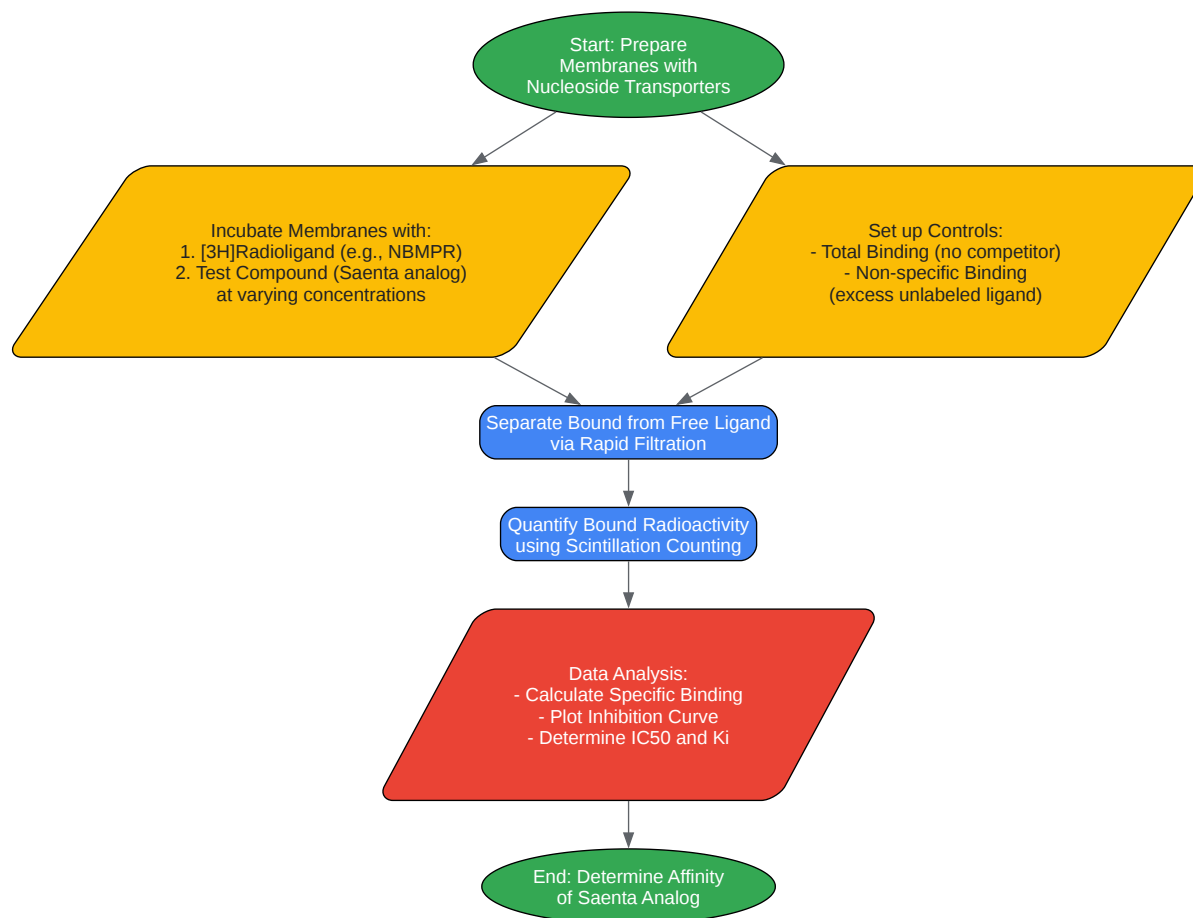 Start: Prepare
Membranes with
Nucleoside Transporters
Incubate Membranes with:
1. [3H]Radioligand (e.g., NBMPR)
2. Test Compound (Saenta analog)
at varying concentrations
Set up Controls:
- Total Binding (no competitor)
- Non-specific Binding
(excess unlabeled ligand)
Separate Bound from Free Ligand
via Rapid Filtration
Quantify Bound Radioactivity
using Scintillation Counting
Data Analysis:
- Calculate Specific Binding
- Plot Inhibition Curve
- Determine IC50 and Ki
End: Determine Affinity
of Saenta Analog